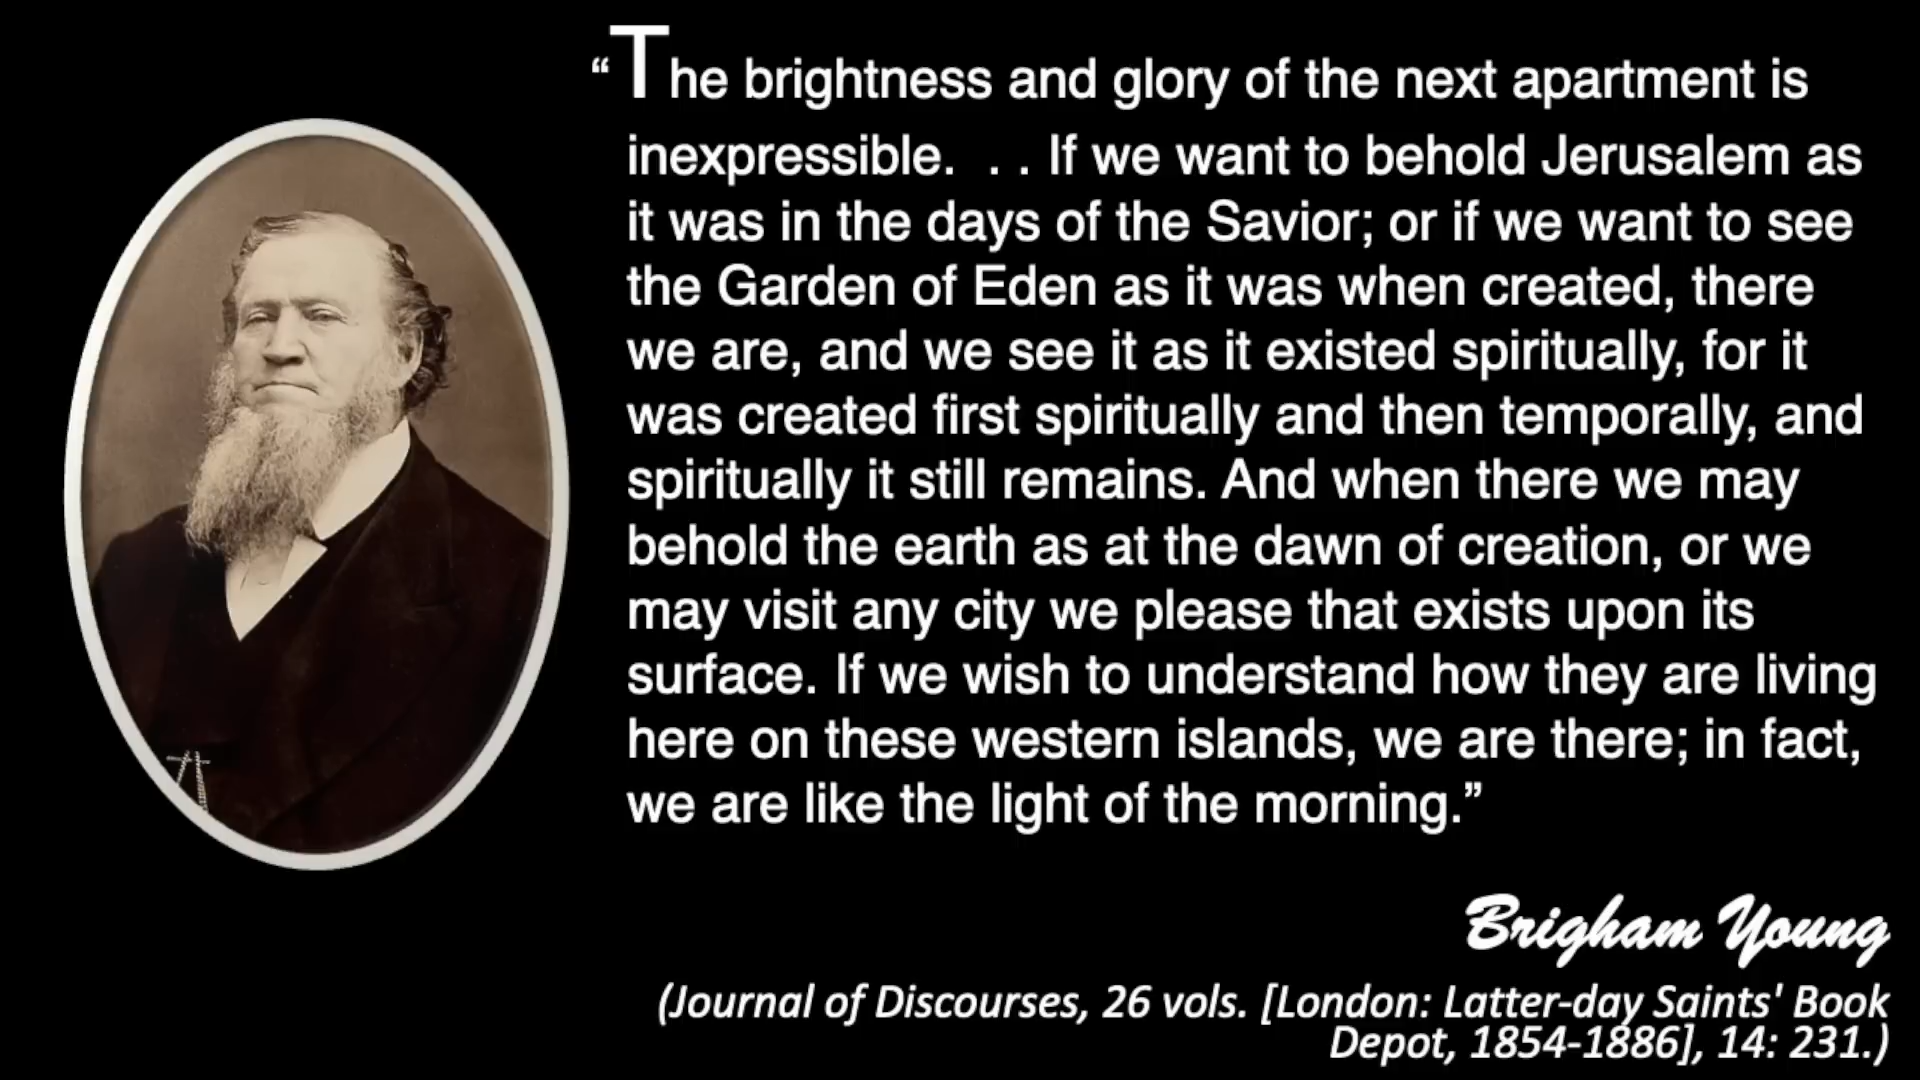 “The brightness and glory of the next apartment is
inexpressible.  . . If we want to behold Jerusalem as
it was in the days of the Savior; or if we want to see
the Garden of Eden as it was when created, there
we are, and we see it as it existed spiritually, for it
was created first spiritually and then temporally, and
spiritually it still remains. And when there we may
behold the earth as at the dawn of creation, or we
may visit any city we please that exists upon its
surface. If we wish to understand how they are living
here on these western islands, we are there; in fact,
we are like the light of the morning.”
Brigham Young
(Journal of Discourses, 26 vols. [London: Latter-day Saints' Book
Depot, 1854-1886], 14: 231.)